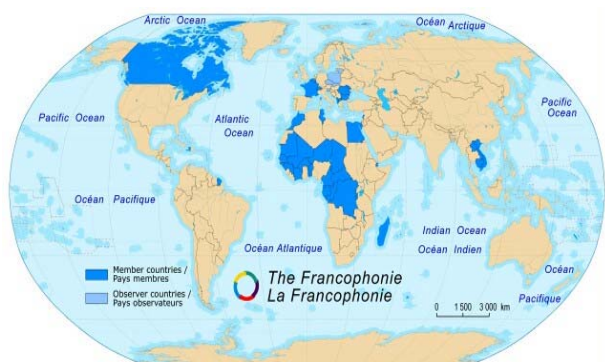 Arctic Ocean
Océan Arctique
Pacific Ocean
Atlantic Ocean
Pacific Ocean
Océan Pacifique
Indian Ocean
Océan Atlantique
Océan Indien
Océan Pacifique
Member countries /
Pays membres
Observer countries /
Pays observateurs
The Francophonie
La Francophonie
0 1 500 3 000 km